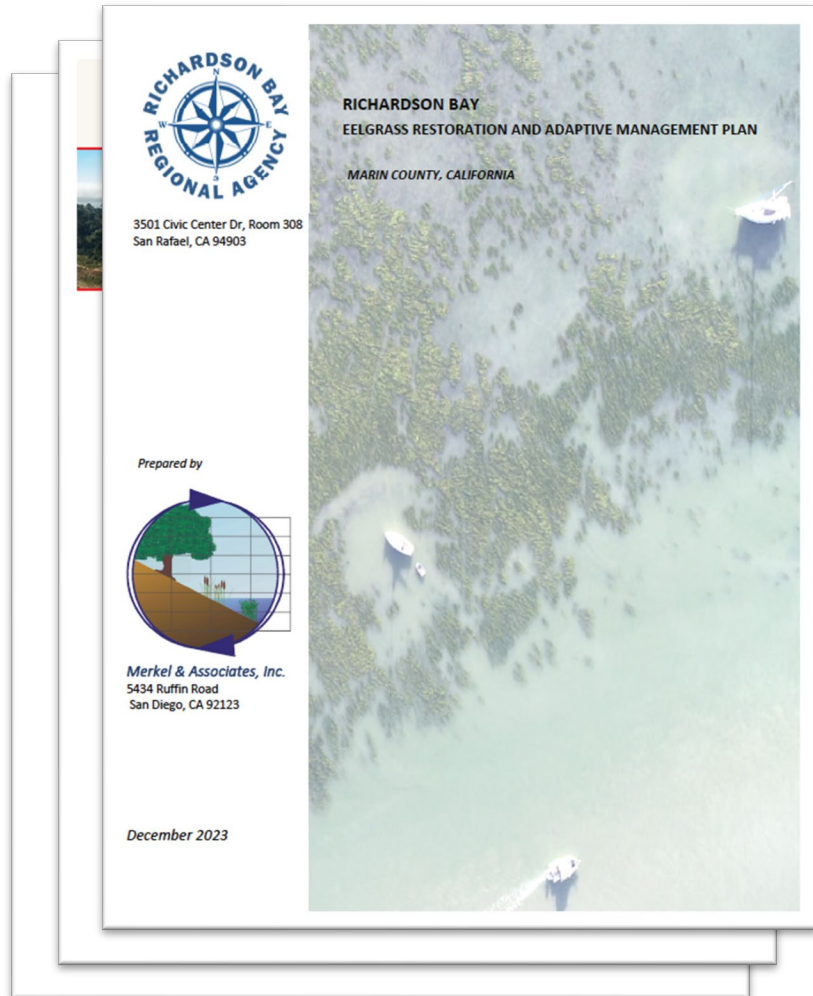 RICHARDSON BAY
REGIONAL AGENCY
N
W
E
S
3501 Civic Center Dr, Room 308
San Rafael, CA 94903
RICHARDSON BAY
EELGRASS RESTORATION AND ADAPTIVE MANAGEMENT PLAN
MARIN COUNTY, CALIFORNIA
Prepared by
Merkel & Associates, Inc.
5434 Ruffin Road
San Diego, CA 92123
December 2023